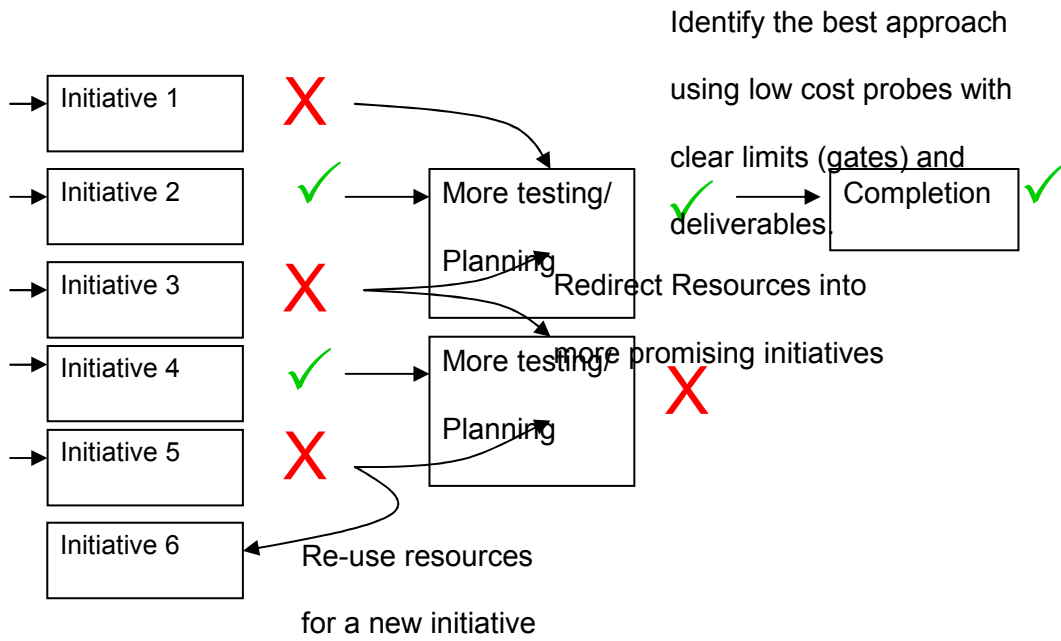 Identify the best approach
using low cost probes with
clear limits (gates) and
deliverables.
Initiative 1
Initiative 2
More testing/
Planning
Completion
Initiative 3
Redirect Resources into
more promising initiatives
Initiative 4
More testing/
Planning
Initiative 5
Initiative 6
Re-use resources
for a new initiative